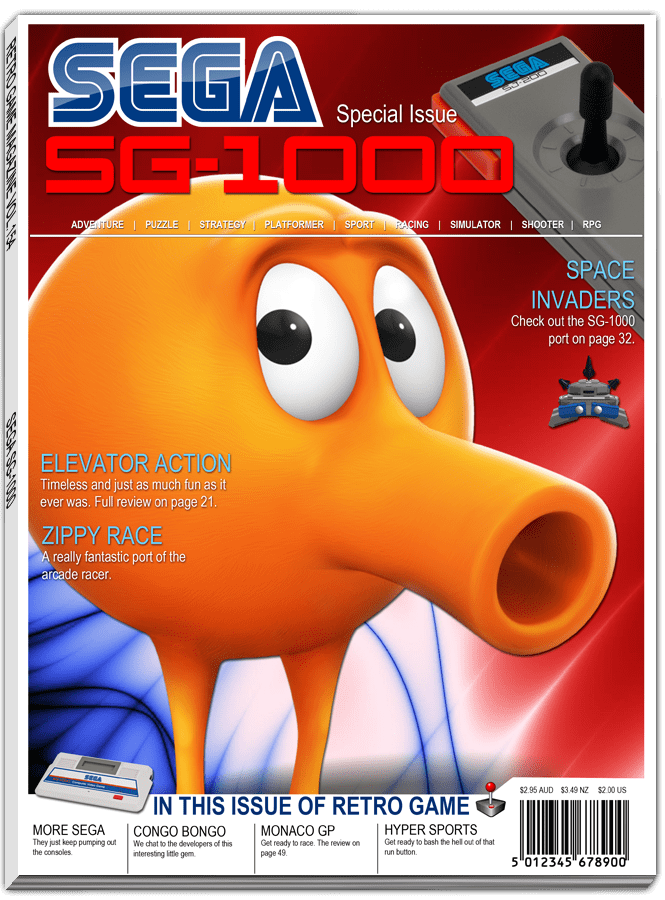 SEGA
Special Issue
SG-1000
ADVENTURE | PUZZLE | STRATEGY | PLATFORMER | SPORT | RACING | SIMULATOR | SHOOTER | RPG
SEGA
SPACE
INVADERS
Check out the SG-1000
port on page 32.
ELEVATOR ACTION
Timeless and just as much fun as it
ever was. Full review on page 21.
ZIPPY RACE
A really fantastic port of the
arcade racer.
SEGA
IN THIS ISSUE OF RETRO GAME
$2.95 AUD $3.49 NZ $2.00 US
MORE SEGA
They just keep pumping out
the consoles.
CONGO BONGO
We chat to the developers of this
interesting little gem.
MONACO GP
Get ready to race. The review on
page 49.
HYPER SPORTS
Get ready to bash the hell out of that
run button.
5 012345 678900
SEGA SG-1000